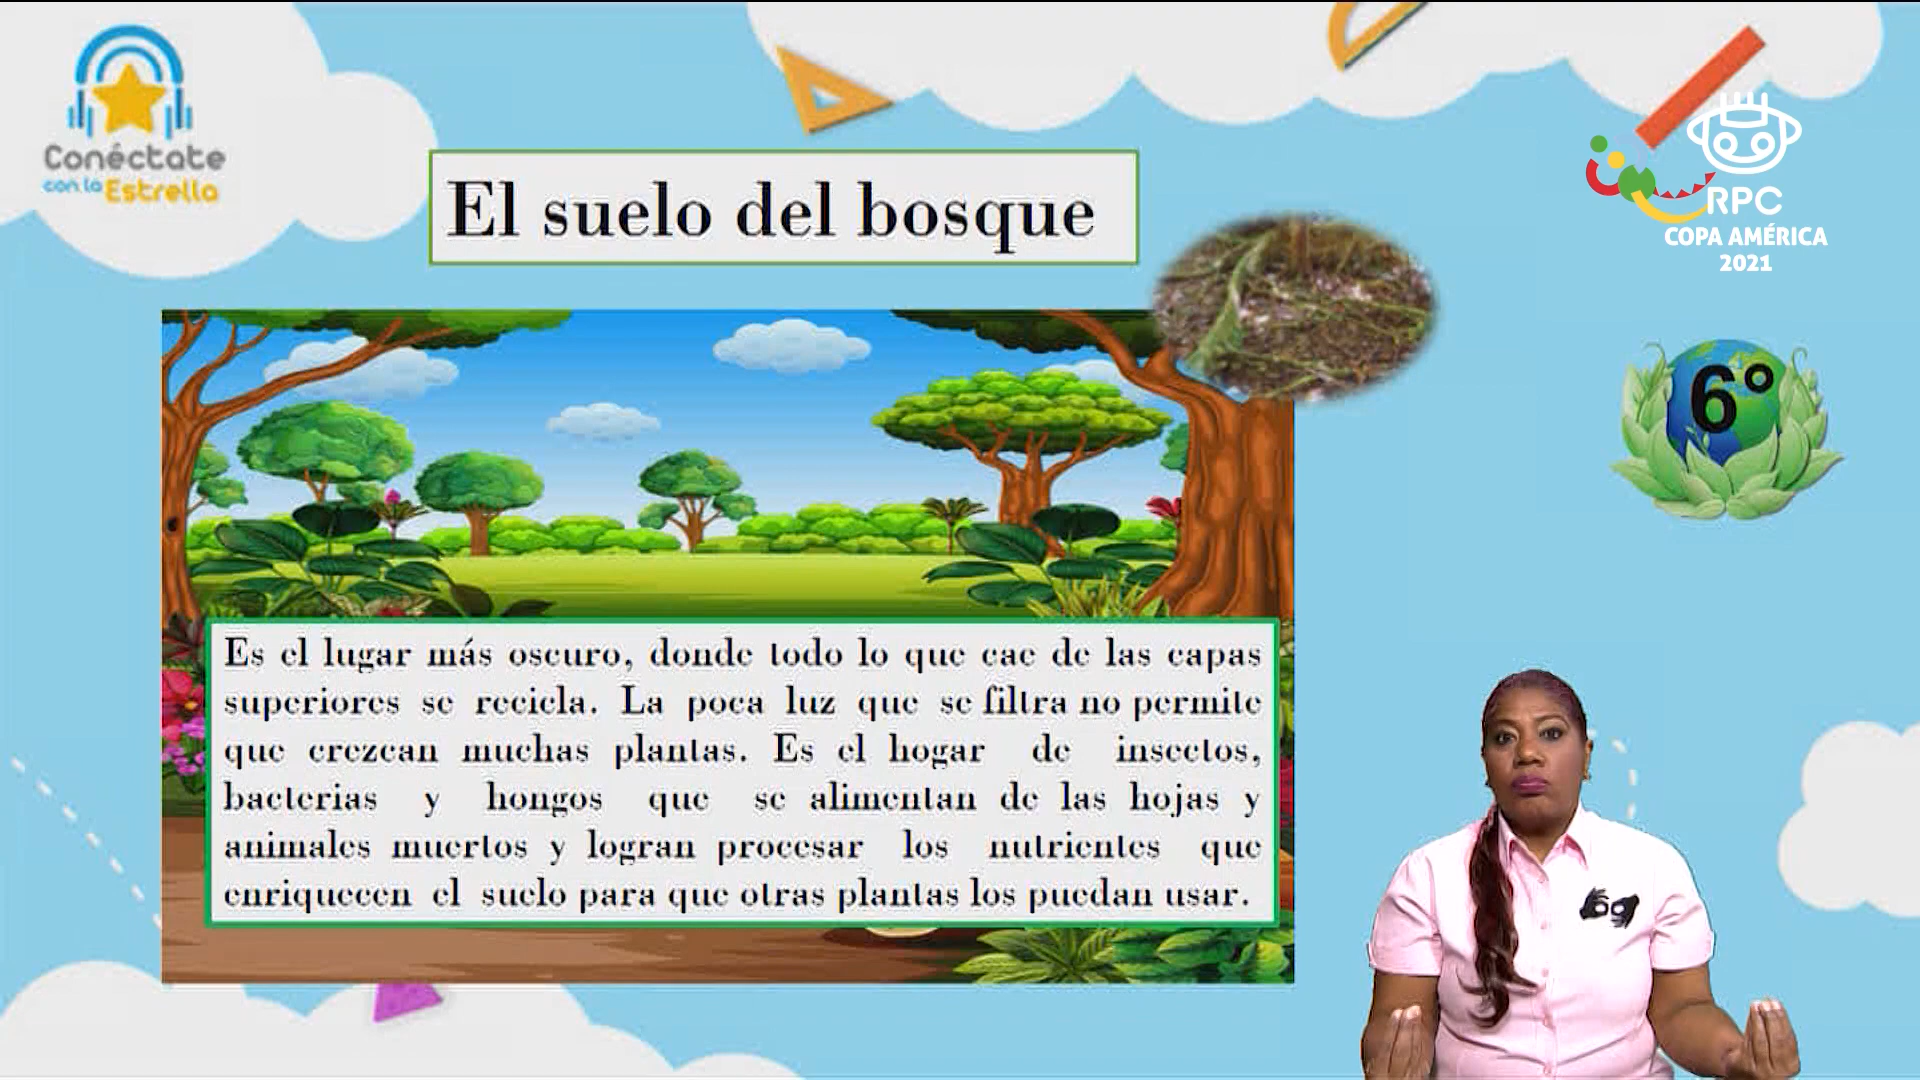 Conéctate
con la Estrella
El suelo del bosque
RPC
COPA AMÉRICA
2021
6°
Es el lugar más oscuro, donde todo lo que cae de las capas
superiores se recicla. La poca luz que se filtra no permite
que crezcan muchas plantas. Es el hogar de insectos,
bacterias y hongos que se alimentan de las hojas y
animales muertos y logran procesar los nutrientes que
enriquecen el suelo para que otras plantas los puedan usar.